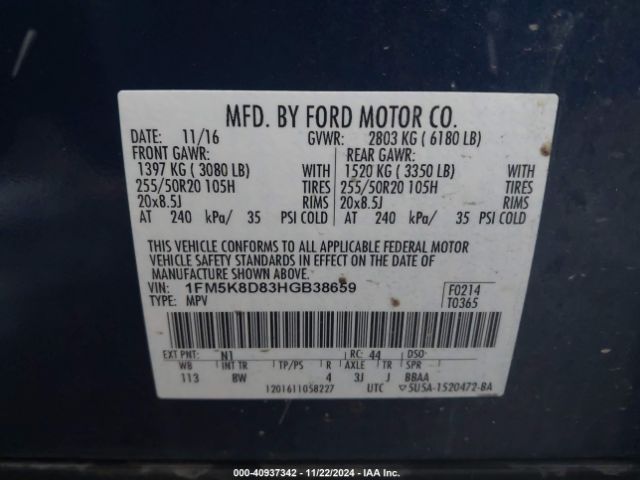 MFD. BY FORD MOTOR CO.
DATE: 11/16 GVWR: 2803 KG ( 6180 LB)
FRONT GAWR: REAR GAWR:
1397 KG ( 3080 LB) WITH 1520 KG ( 3350 LB) WITH
255/50R20 105H TIRES 255/50R20 105H TIRES
20x8.5J RIMS 20x8.5J RIMS
AT 240 kPa/ 35 PSI COLD AT 240 kPa/ 35 PSI COLD
THIS VEHICLE CONFORMS TO ALL APPLICABLE FEDERAL MOTOR
VEHICLE SAFETY STANDARDS IN EFFECT ON THE DATE OF
MANUFACTURE SHOWN ABOVE.
VIN: 1FM5K8D83HGB38659 F0214
TYPE: MPV T0365
EXT PNT: N1 RC: 44 DSO:
WB INT TR TP/PS R AXLE TR SPR
113 BW 4 3J J BBAA
1201611058227 UTC 5U5A-1520472-BA
000-40937342 - 11/22/2024 - IAA Inc.